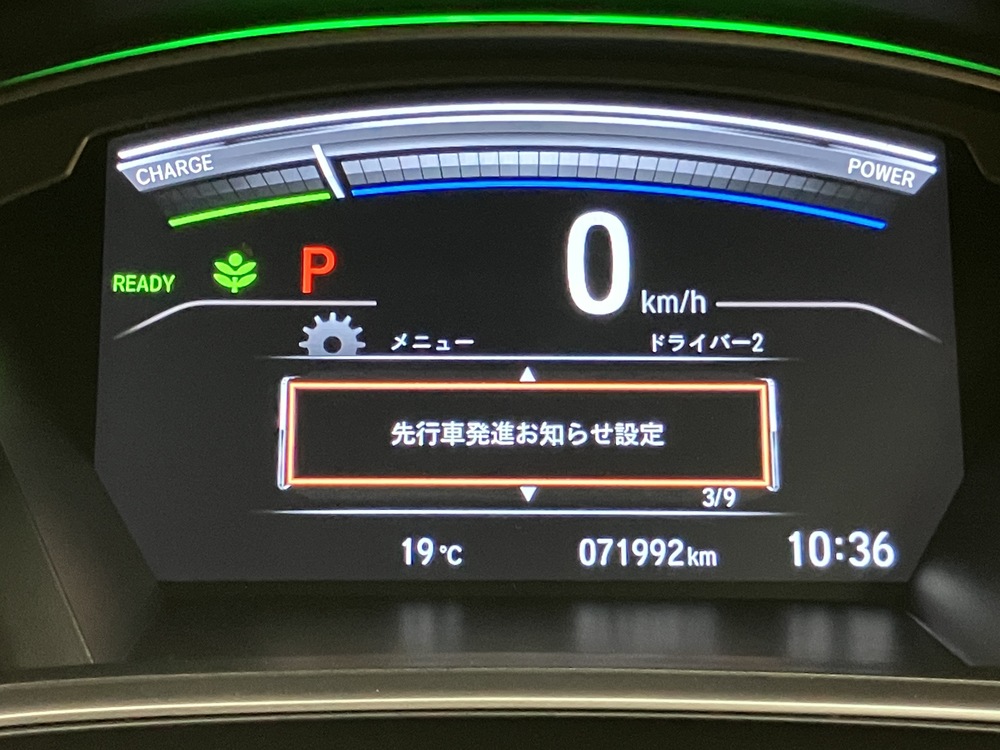 CHARGE
POWER
READY
P
0 km/h
メニュー
ドライバー2
先行車発進お知らせ設定
3/9
19℃
071992km
10:36